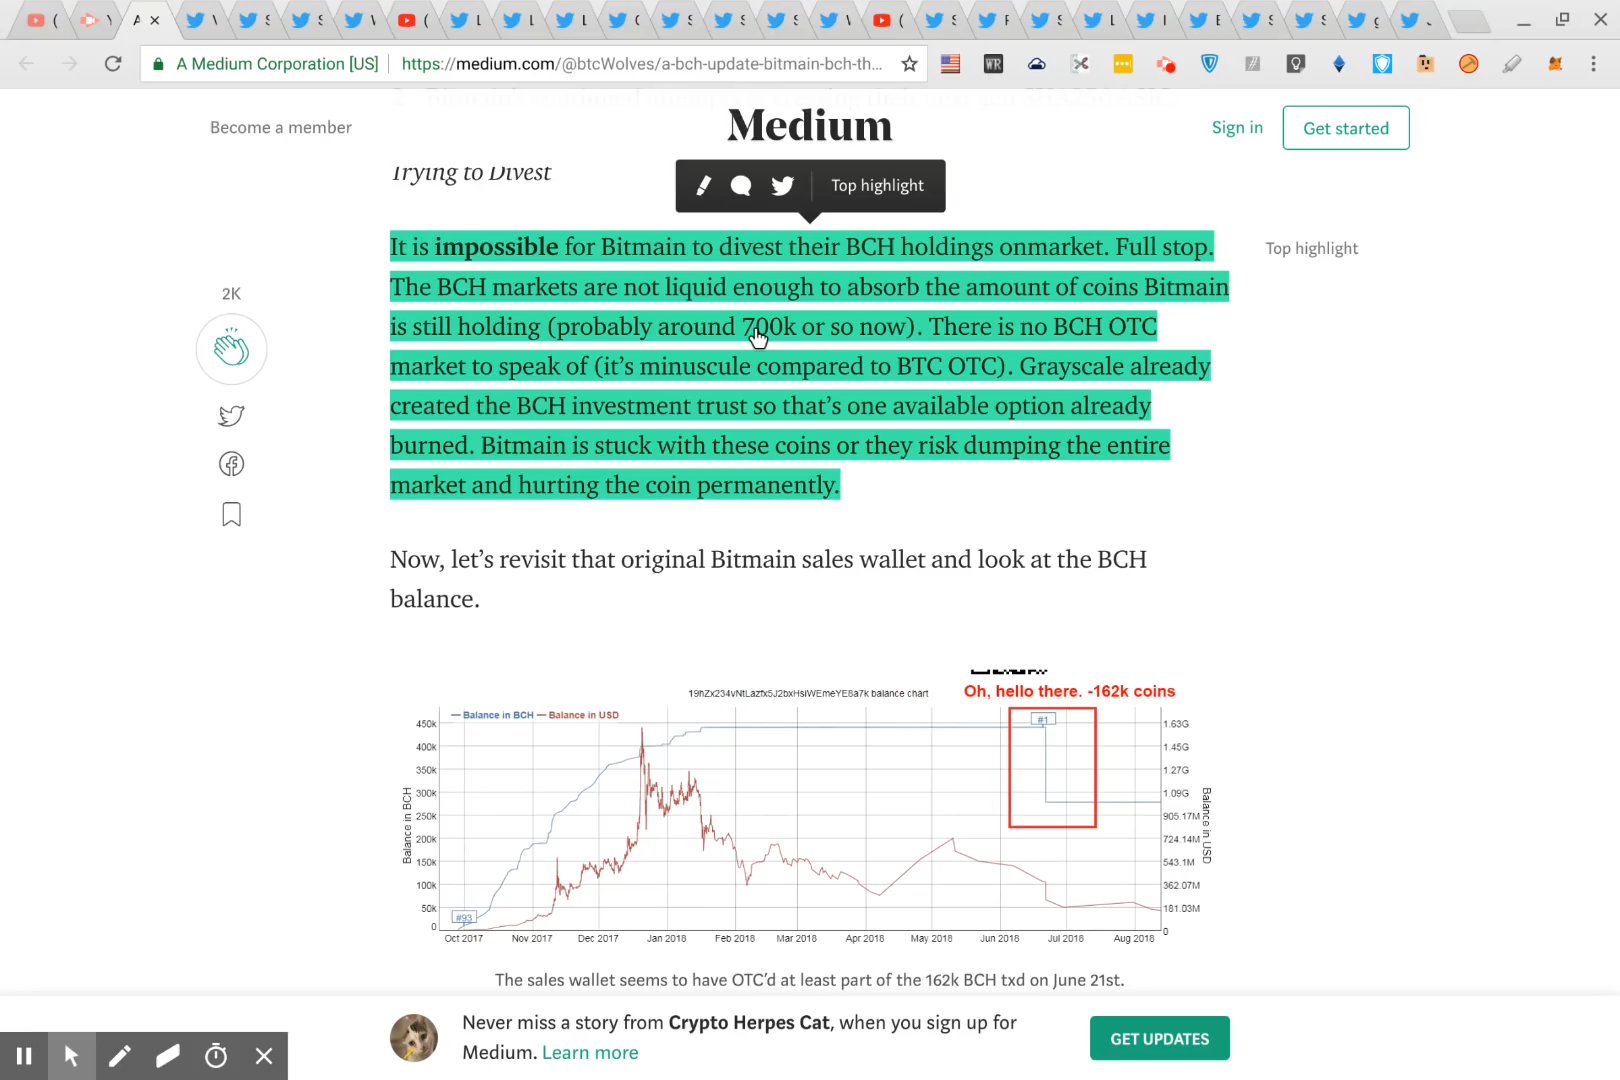 A Medium Corporation [US]
https://medium.com/@btcWolves/a-bch-update-bitmain-bch-th...
Become a member
Medium
Sign in
Get started
Trying to Divest
Top highlight
It is impossible for Bitmain to divest their BCH holdings onmarket. Full stop.
Top highlight
The BCH markets are not liquid enough to absorb the amount of coins Bitmain
is still holding (probably around 700k or so now). There is no BCH OTC
market to speak of (it's minuscule compared to BTC OTC). Grayscale already
created the BCH investment trust so that's one available option already
burned. Bitmain is stuck with these coins or they risk dumping the entire
market and hurting the coin permanently.
2K
Now, let's revisit that original Bitmain sales wallet and look at the BCH
balance.
balance chart
Oh, hello there. -162k coins
Balance in BCH
Balance in USD
#1
#93
450k
400k
350k
300k
250k
200k
150k
100k
50k
0
Balance in BCH
1.63G
1.45G
1.27G
1.09G
905.17M
724.14M
543.1M
362.07M
181.03M
0
Balance in USD
Oct 2017 Nov 2017 Dec 2017 Jan 2018 Feb 2018 Mar 2018 Apr 2018 May 2018 Jun 2018 Jul 2018 Aug 2018
The sales wallet seems to have OTC'd at least part of the 162k BCH txd on June 21st.
Never miss a story from Crypto Herpes Cat, when you sign up for
Medium. Learn more
GET UPDATES